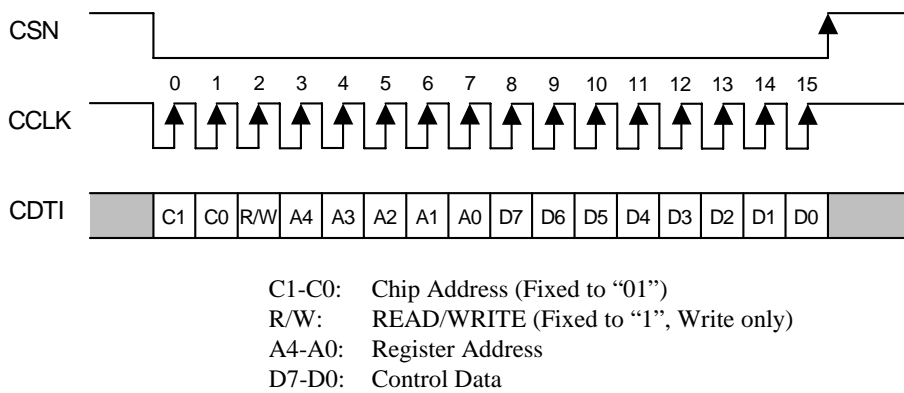 CSN
0 1 2 3 4 5 6 7 8 9 10 11 12 13 14 15
CCLK
CDTI C1 C0 R/W A4 A3 A2 A1 A0 D7 D6 D5 D4 D3 D2 D1 D0
C1-C0: Chip Address (Fixed to “01”)
R/W: READ/WRITE (Fixed to “1”, Write only)
A4-A0: Register Address
D7-D0: Control Data